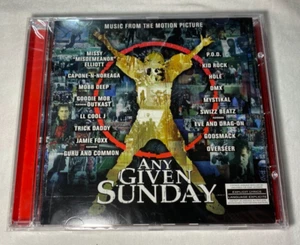 MUSIC FROM THE MOTION PICTURE
MISSY
"MISDEMEANOR"
ELLIOTT
CAPONE-N-NOREAGA
MOBB DEEP
GOODIE MOB
OUTKAST
LL COOL J
TRICK DADDY
JAMIE FOXX
GURU AND COMMON
P.O.D.
KID ROCK
HOLE
DMX
MYSTIKAL
SWIZZ BEATZ
EVE AND DRAG-ON
GODSMACK
OVERSEER
ANY
GIVEN
SUNDAY